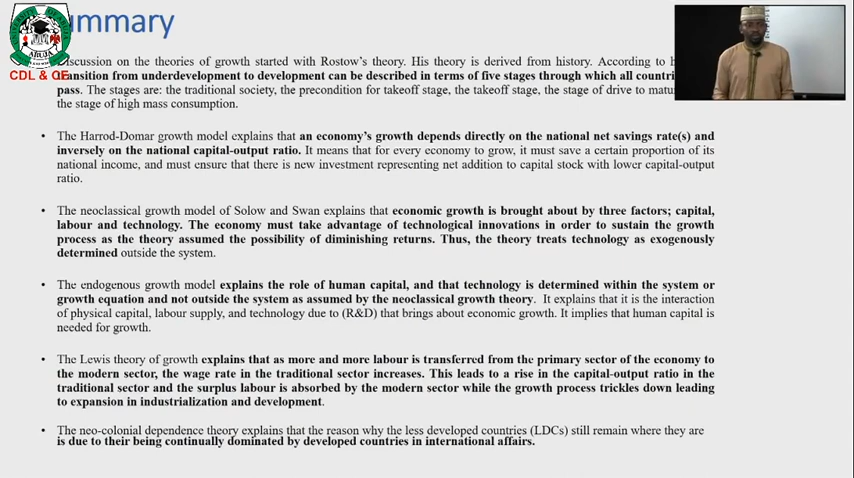 ummary
ABUJA
CDL & OE
Discussion on the theories of growth started with Rostow's theory. His theory is derived from history. According to h
transition from underdevelopment to development can be described in terms of five stages through which all countri
pass. The stages are: the traditional society, the precondition for takeoff stage, the takeoff stage, the stage of drive to matu
the stage of high mass consumption.
• The Harrod-Domar growth model explains that an economy's growth depends directly on the national net savings rate(s) and
inversely on the national capital-output ratio. It means that for every economy to grow, it must save a certain proportion of its
national income, and must ensure that there is new investment representing net addition to capital stock with lower capital-output
ratio.
• The neoclassical growth model of Solow and Swan explains that economic growth is brought about by three factors; capital,
labour and technology. The economy must take advantage of technological innovations in order to sustain the growth
process as the theory assumed the possibility of diminishing returns. Thus, the theory treats technology as exogenously
determined outside the system.
• The endogenous growth model explains the role of human capital, and that technology is determined within the system or
growth equation and not outside the system as assumed by the neoclassical growth theory. It explains that it is the interaction
of physical capital, labour supply, and technology due to (R&D) that brings about economic growth. It implies that human capital is
needed for growth.
• The Lewis theory of growth explains that as more and more labour is transferred from the primary sector of the economy to
the modern sector, the wage rate in the traditional sector increases. This leads to a rise in the capital-output ratio in the
traditional sector and the surplus labour is absorbed by the modern sector while the growth process trickles down leading
to expansion in industrialization and development.
• The neo-colonial dependence theory explains that the reason why the less developed countries (LDCs) still remain where they are
is due to their being continually dominated by developed countries in international affairs.